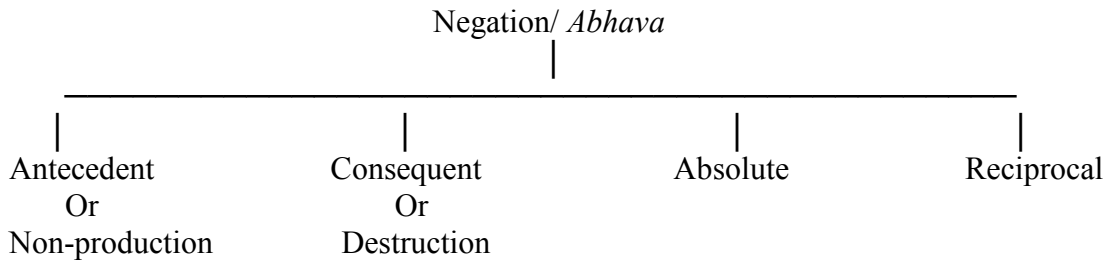 Negation/ Abhava
Antecedent Consequent Absolute Reciprocal
Or Or
Non-production Destruction